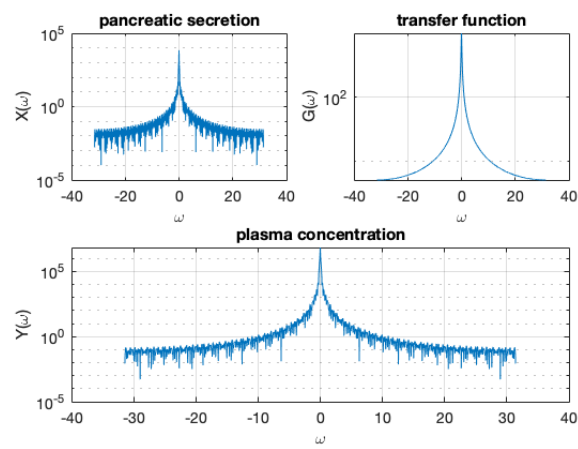 pancreatic secretion
10^5
10^0
10^-5
X(ω)
-40 -20 0 20 40
ω
transfer function
10^2
G(ω)
-40 -20 0 20 40
ω
plasma concentration
10^5
10^0
10^-5
Y(ω)
-40 -30 -20 -10 0 10 20 30 40
ω